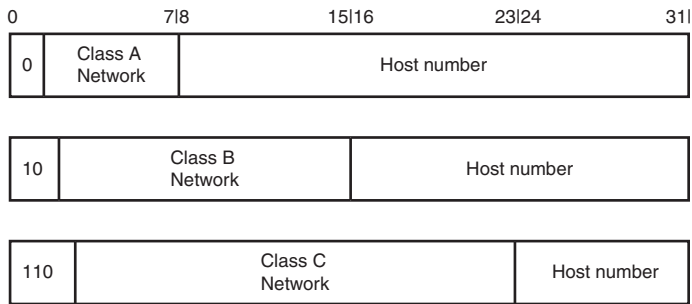 0 7|8 15|16 23|24 31|
0 Class A Network Host number
10 Class B Network Host number
110 Class C Network Host number